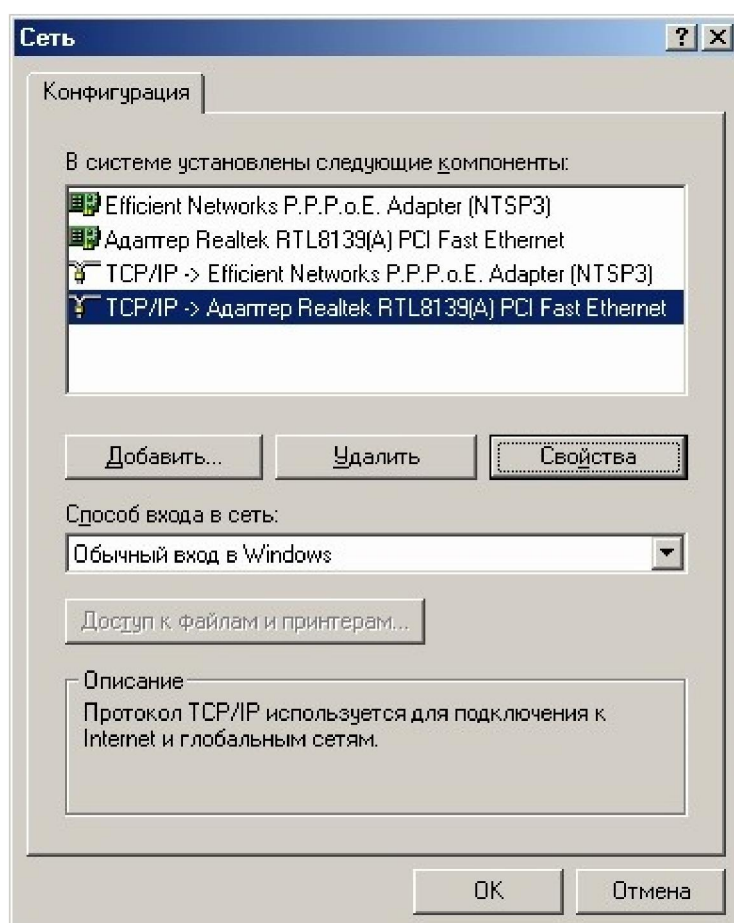 Сеть
Конфигурация
В системе установлены следующие компоненты:
Efficient Networks P.P.P.o.E. Adapter (NTSP3)
Адаптер Realtek RTL8139(A) PCI Fast Ethernet
TCP/IP -> Efficient Networks P.P.P.o.E. Adapter (NTSP3)
TCP/IP -> Адаптер Realtek RTL8139(A) PCI Fast Ethernet
Добавить... Удалить Свойства
Способ входа в сеть:
Обычный вход в Windows
Доступ к файлам и принтерам...
Описание
Протокол TCP/IP используется для подключения к
Internet и глобальным сетям.
OK Отмена